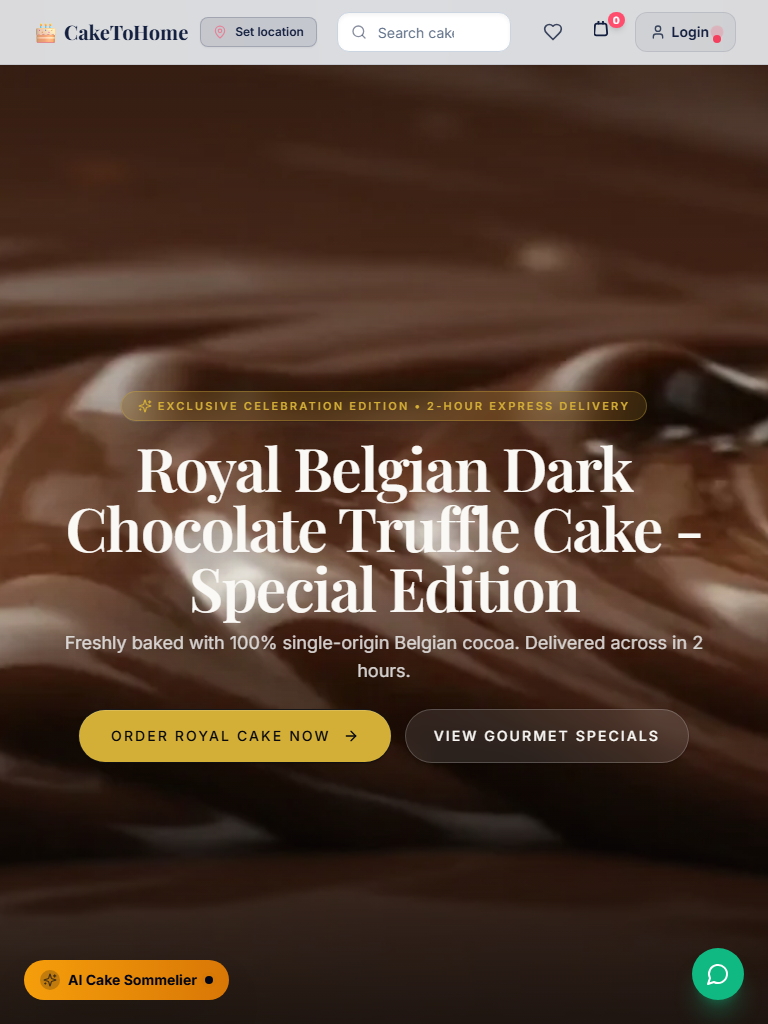 CakeToHome
Set location
Search cake
0
Login
EXCLUSIVE CELEBRATION EDITION • 2-HOUR EXPRESS DELIVERY
Royal Belgian Dark
Chocolate Truffle Cake –
Special Edition
Freshly baked with 100% single-origin Belgian cocoa. Delivered across in 2
hours.
ORDER ROYAL CAKE NOW →
VIEW GOURMET SPECIALS
AI Cake Sommelier